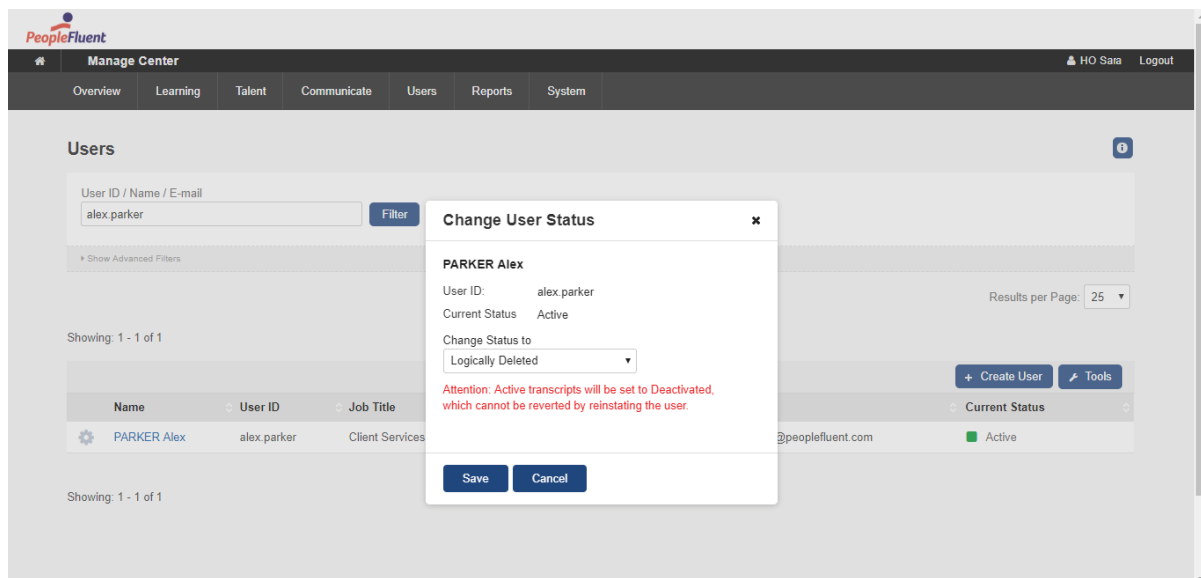 PeopleFluent
Manage Center HO Sara Logout
Overview Learning Talent Communicate Users Reports System
Users
User ID / Name / E-mail
alex.parker Filter
Show Advanced Filters
Change User Status
PARKER Alex
User ID: alex.parker
Current Status Active
Change Status to
Logically Deleted
Attention: Active transcripts will be set to Deactivated,
which cannot be reverted by reinstating the user.
Save Cancel
Results per Page: 25
Showing: 1 - 1 of 1
+ Create User Tools
Name User ID Job Title Current Status
PARKER Alex alex.parker Client Services @peoplefluent.com Active
Showing: 1 - 1 of 1